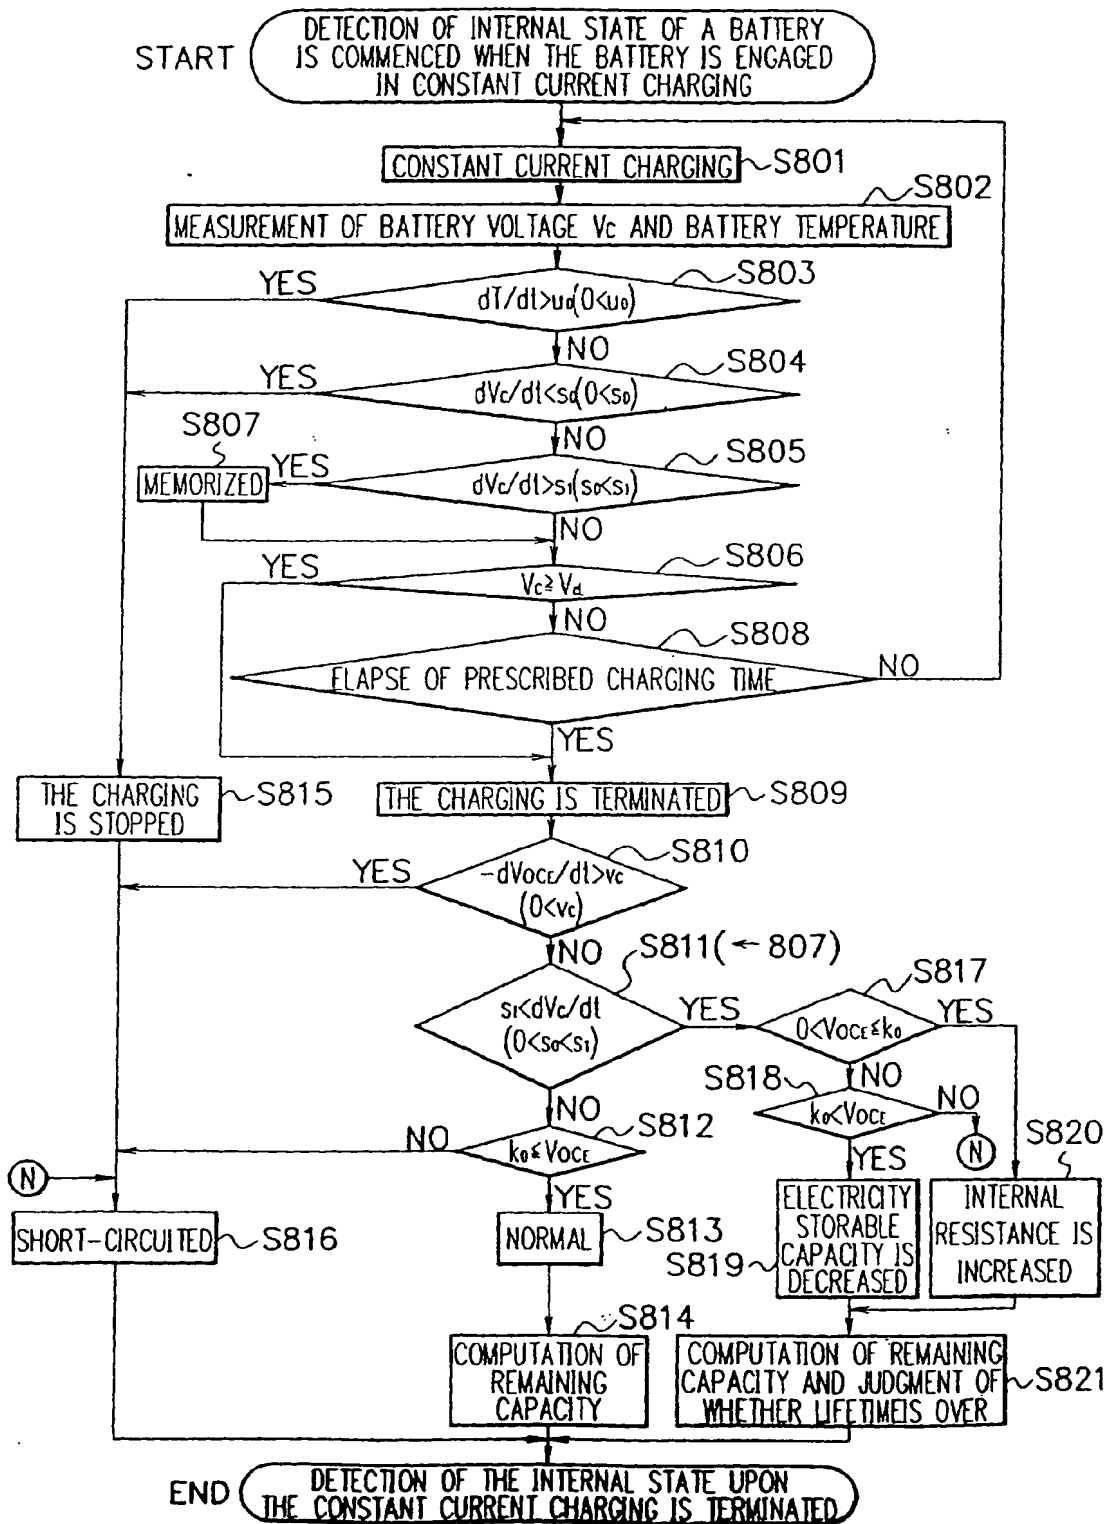 DETECTION OF INTERNAL STATE OF A BATTERY
START
IS COMMENCED WHEN THE BATTERY IS ENGAGED
IN CONSTANT CURRENT CHARGING
CONSTANT CURRENT CHARGING
S801
S802
MEASUREMENT OF BATTERY VOLTAGE Vc AND BATTERY TEMPERATURE
S803
YES
dT/dt>u0(0<u0)
NO
S804
YES
dVc/dt<s0(0<s0)
NO
S807
S805
MEMORIZED
YES
dVc/dt>s1(s0<s1)
NO
S806
YES
Vc≧Vd
NO
S808
ELAPSE OF PRESCRIBED CHARGING TIME
NO
YES
THE CHARGING
IS STOPPED
S815
THE CHARGING IS TERMINATED
S809
S810
YES
-dVOCE/dt>vc
(0<vc)
NO
S811(← 807)
S817
s1<dVc/dt
(0<s0<s1)
YES
0<VOCE≦k0
YES
NO
S818
k0<VOCE
NO
NO
S812
NO
k0≦VOCE
N
S820
N
YES
YES
SHORT-CIRCUITED
S816
NORMAL
S813
ELECTRICITY
STORABLE
CAPACITY IS
DECREASED
S819
INTERNAL
RESISTANCE IS
INCREASED
S814
COMPUTATION OF
REMAINING
CAPACITY
COMPUTATION OF REMAINING
CAPACITY AND JUDGMENT OF
WHETHER LIFETIMEIS OVER
S821
END
DETECTION OF THE INTERNAL STATE UPON
THE CONSTANT CURRENT CHARGING IS TERMINATED